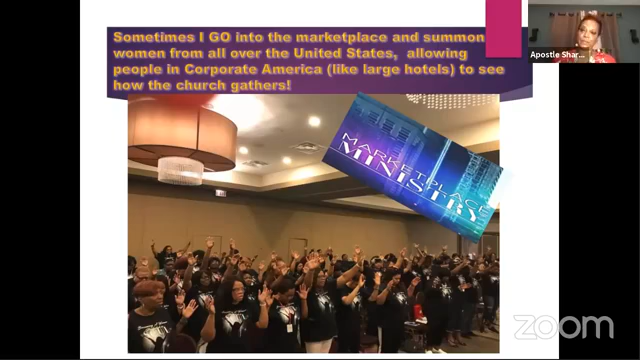 Sometimes I GO into the marketplace and summon
women from all over the United States, allowing
people in Corporate America (like large hotels) to see
how the church gathers!
Apostle Shar...
MARKETPLACE
MINISTRY
zoom